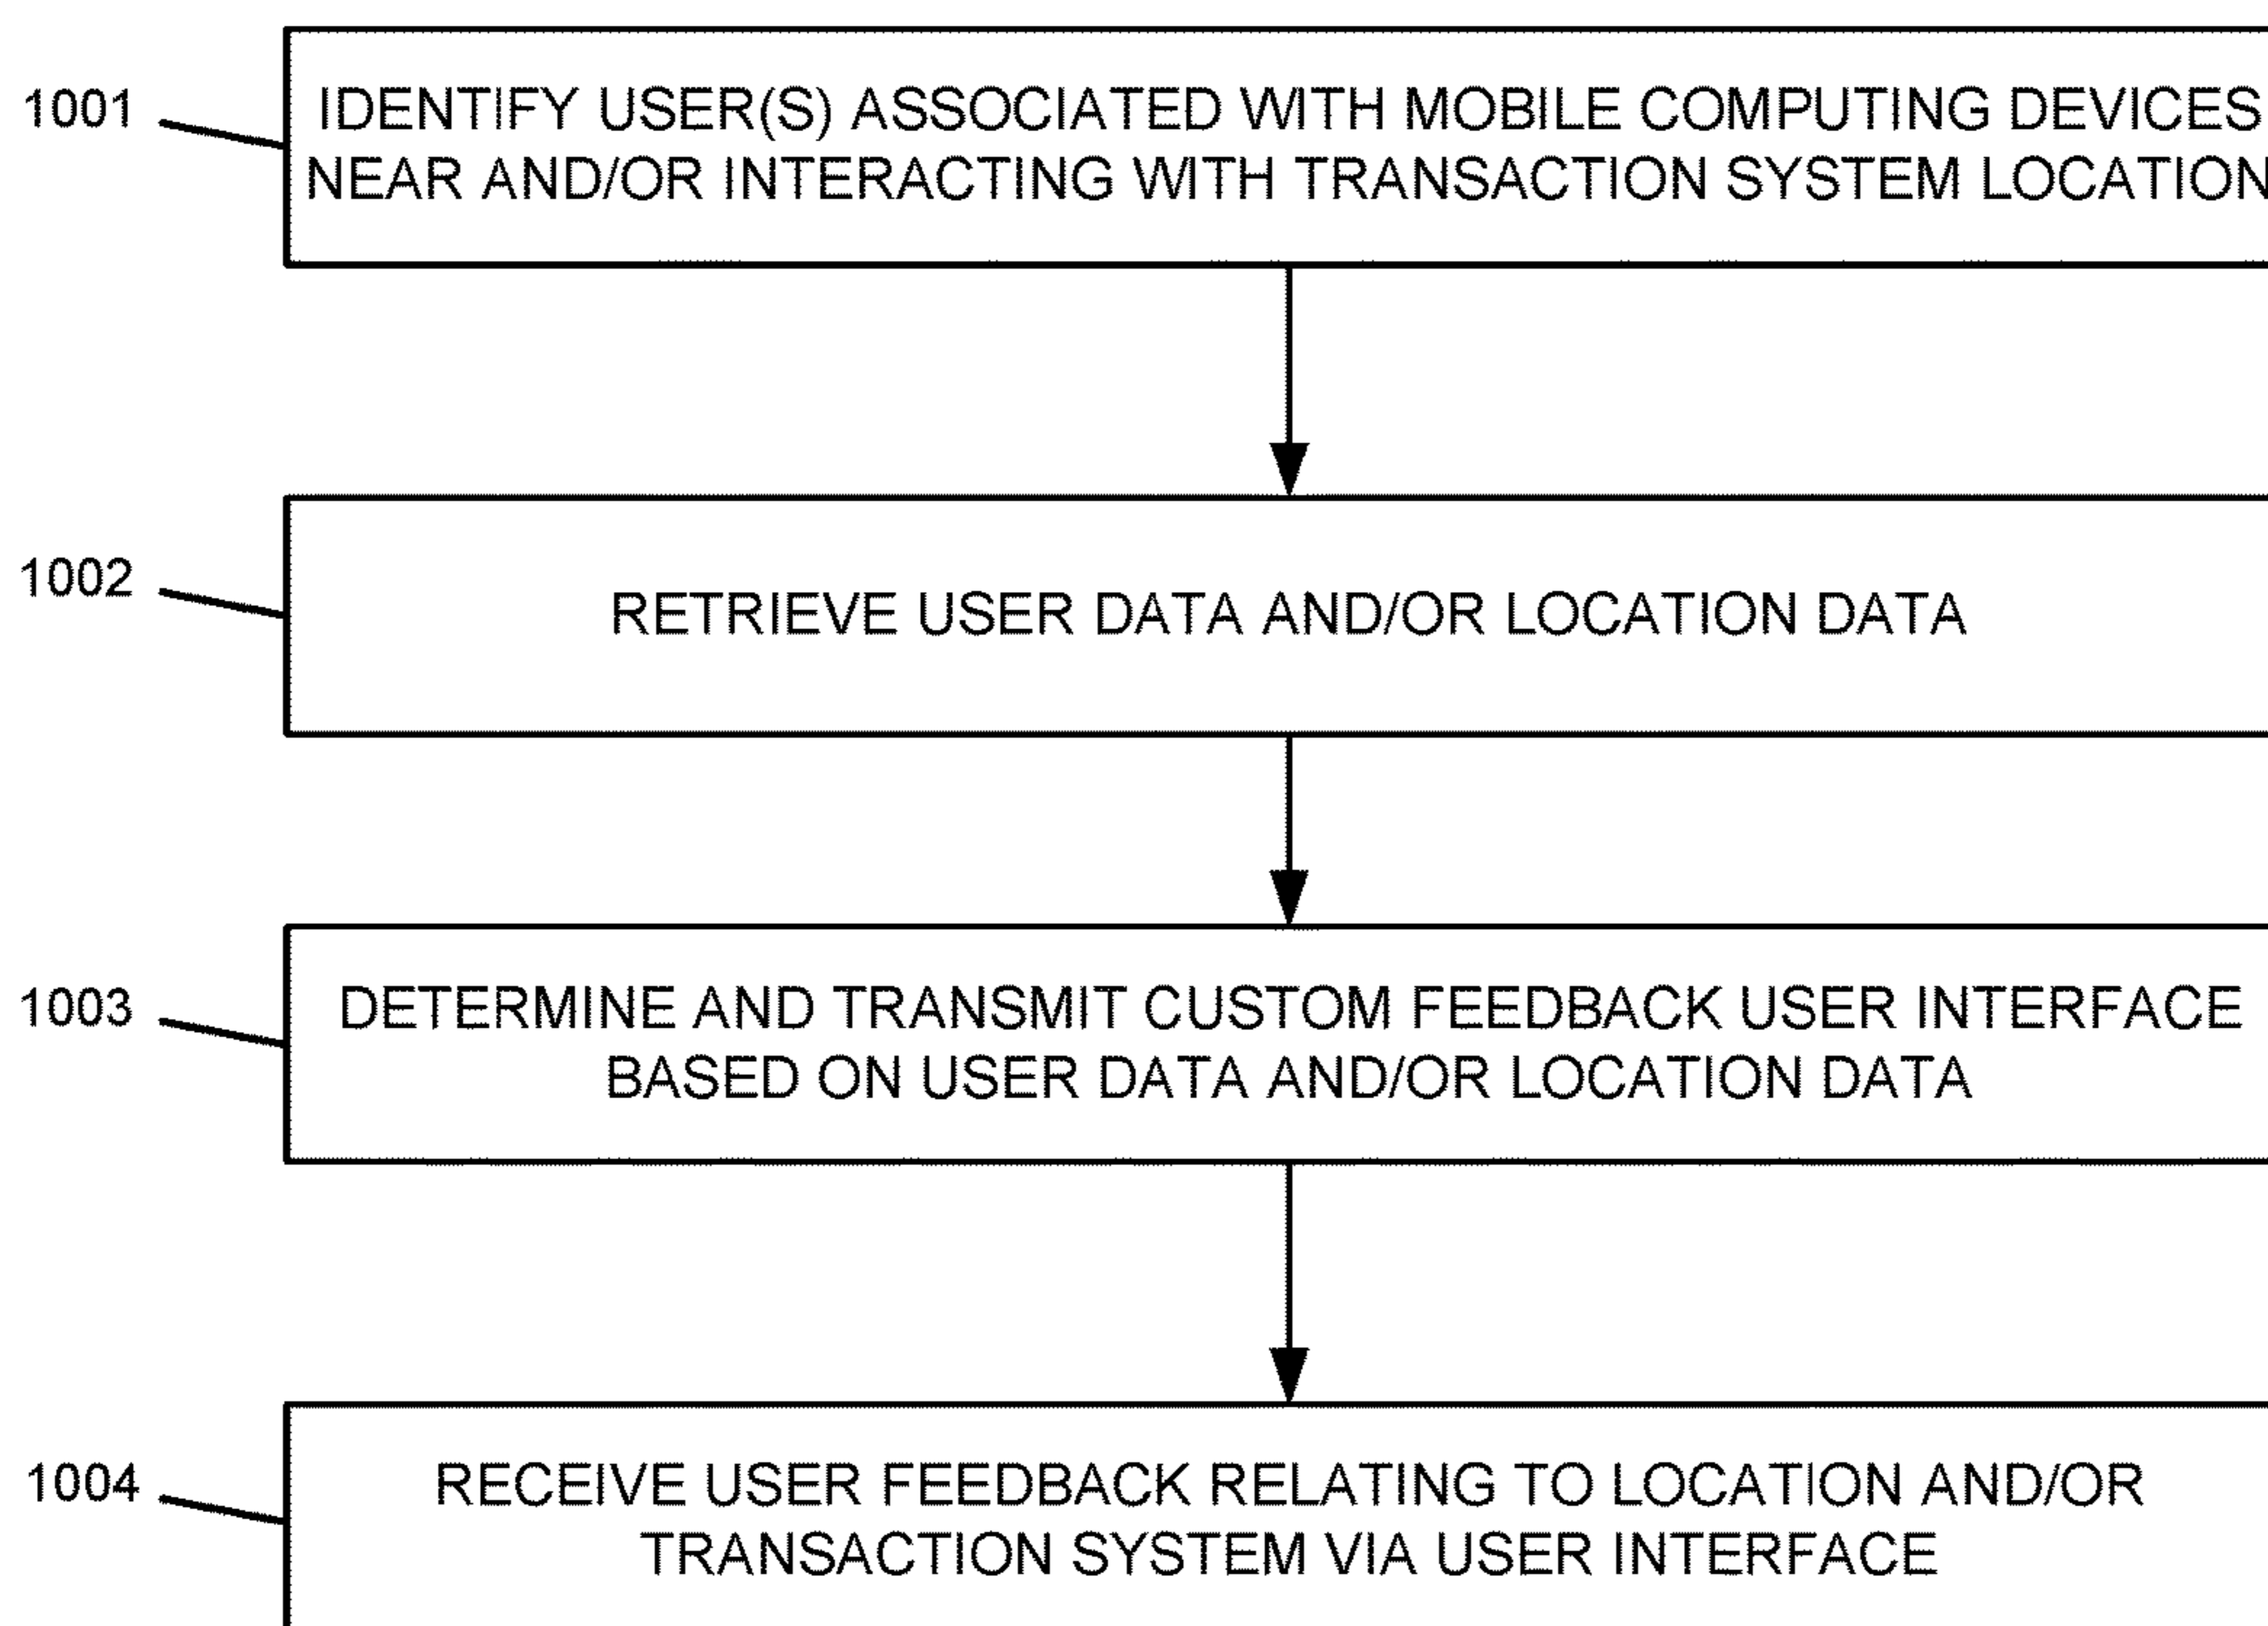 1001
IDENTIFY USER(S) ASSOCIATED WITH MOBILE COMPUTING DEVICES
NEAR AND/OR INTERACTING WITH TRANSACTION SYSTEM LOCATION
1002
RETRIEVE USER DATA AND/OR LOCATION DATA
1003
DETERMINE AND TRANSMIT CUSTOM FEEDBACK USER INTERFACE
BASED ON USER DATA AND/OR LOCATION DATA
1004
RECEIVE USER FEEDBACK RELATING TO LOCATION AND/OR
TRANSACTION SYSTEM VIA USER INTERFACE